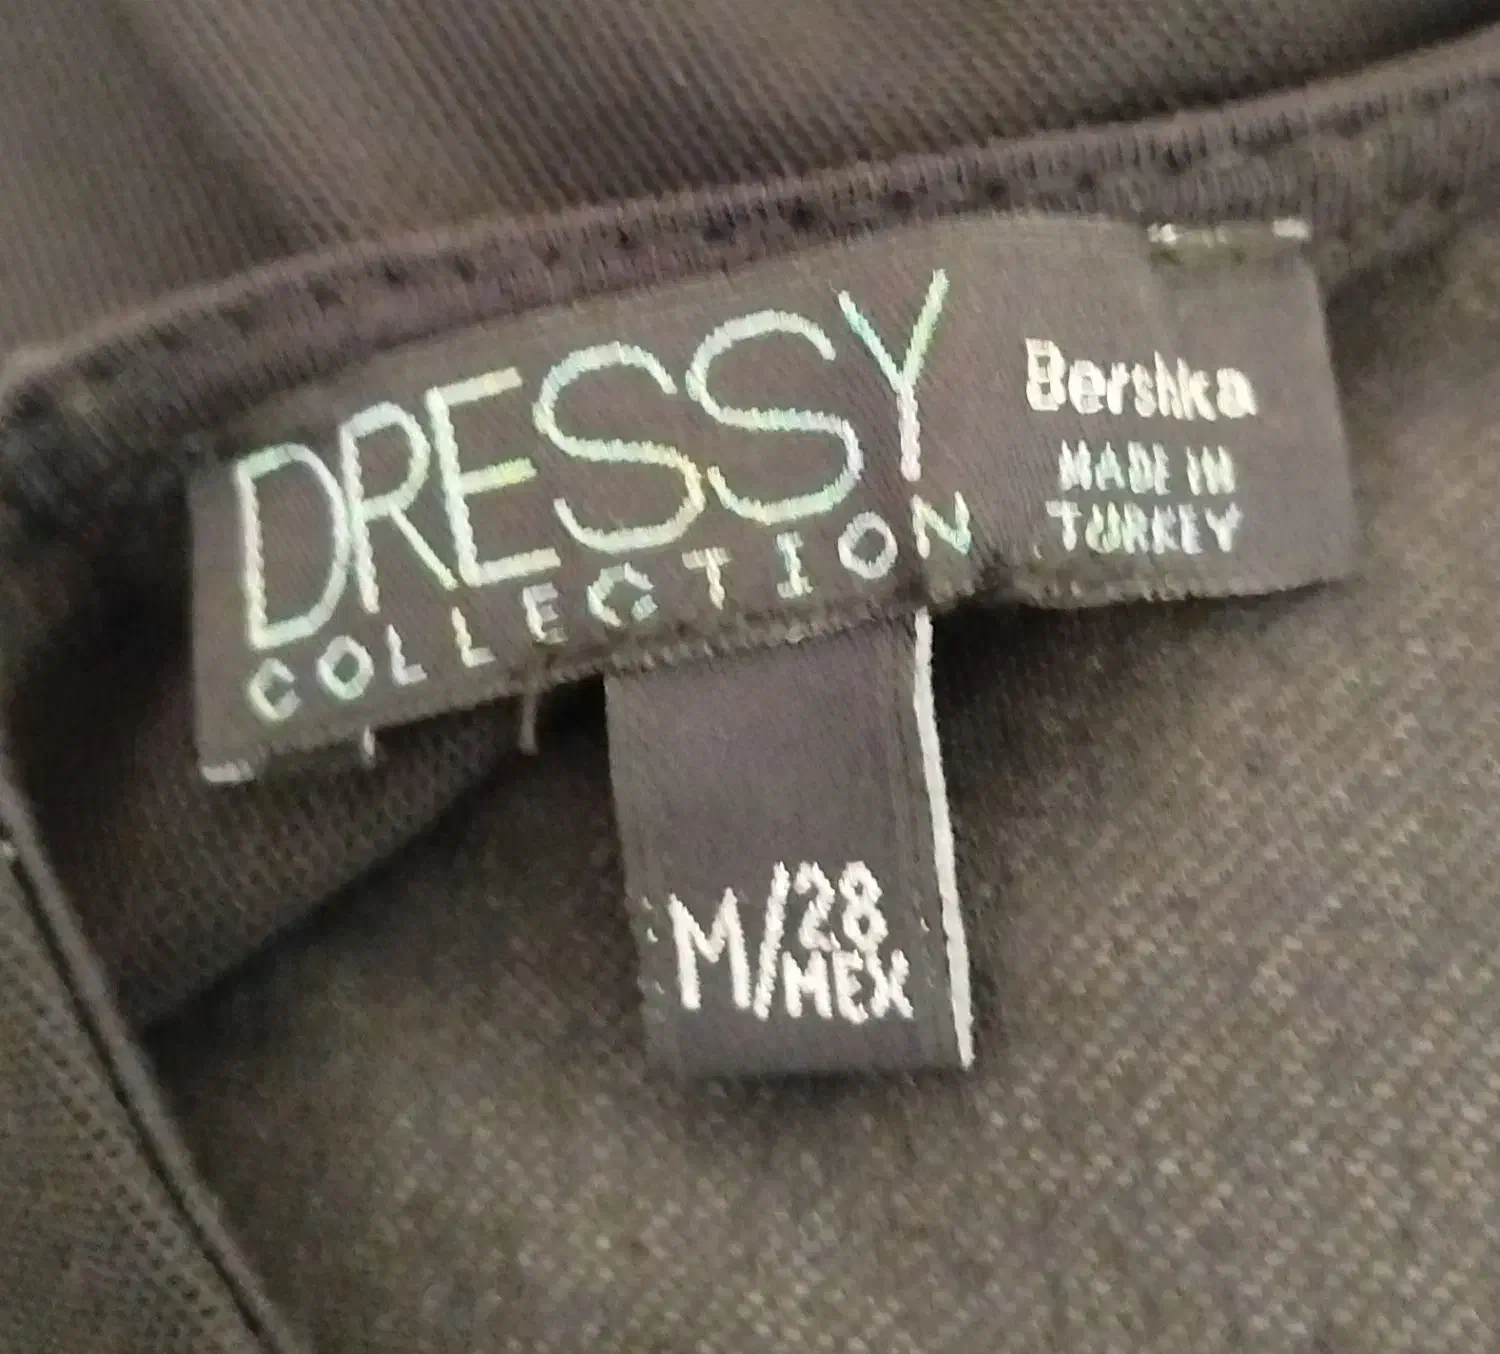 DRESSY
COLLECTION
Bershka
MADE IN
TURKEY
M/28
MEX